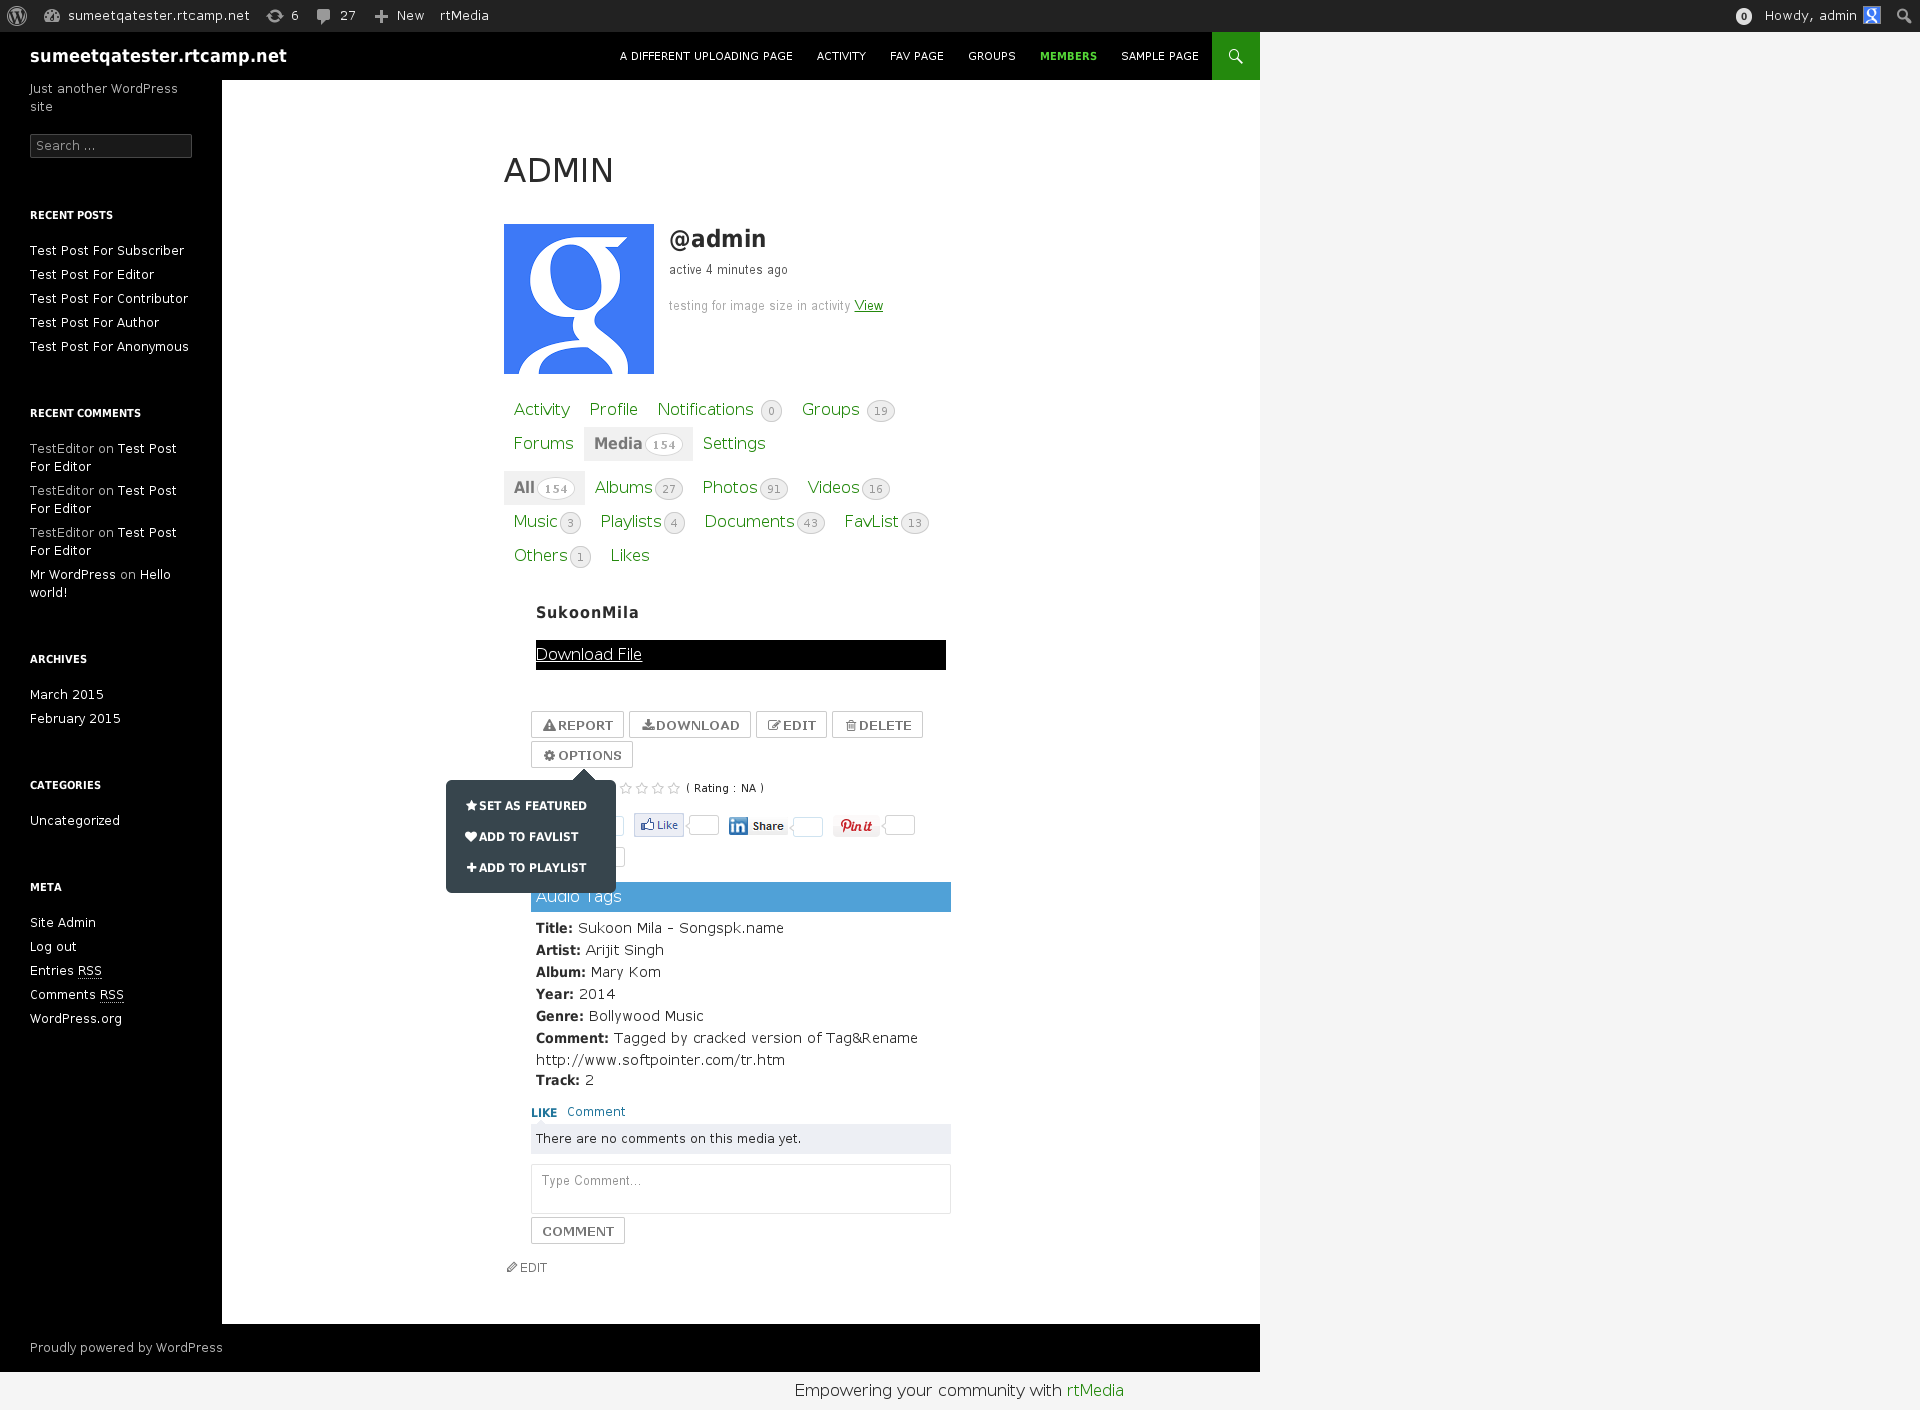 sumeetqatester.rtcamp.net 6 27 New rtMedia 0 Howdy, admin
sumeetqatester.rtcamp.net A DIFFERENT UPLOADING PAGE ACTIVITY FAV PAGE GROUPS MEMBERS SAMPLE PAGE
Just another WordPress
site
Search ...
RECENT POSTS
Test Post For Subscriber
Test Post For Editor
Test Post For Contributor
Test Post For Author
Test Post For Anonymous
RECENT COMMENTS
TestEditor on Test Post
For Editor
TestEditor on Test Post
For Editor
TestEditor on Test Post
For Editor
Mr WordPress on Hello
world!
ARCHIVES
March 2015
February 2015
CATEGORIES
Uncategorized
META
Site Admin
Log out
Entries RSS
Comments RSS
WordPress.org
ADMIN
@admin
active 4 minutes ago
testing for image size in activity View
Activity Profile Notifications 0 Groups 19
Forums Media 154 Settings
All 154 Albums 27 Photos 91 Videos 16
Music 3 Playlists 4 Documents 43 FavList 13
Others 1 Likes
SukoonMila
Download File
REPORT DOWNLOAD EDIT DELETE
OPTIONS
( Rating : NA )
SET AS FEATURED
ADD TO FAVLIST
ADD TO PLAYLIST
Like in Share Pin it
Audio Tags
Title: Sukoon Mila - Songspk.name
Artist: Arijit Singh
Album: Mary Kom
Year: 2014
Genre: Bollywood Music
Comment: Tagged by cracked version of Tag&Rename
http://www.softpointer.com/tr.htm
Track: 2
LIKE Comment
There are no comments on this media yet.
Type Comment...
COMMENT
EDIT
Proudly powered by WordPress
Empowering your community with rtMedia